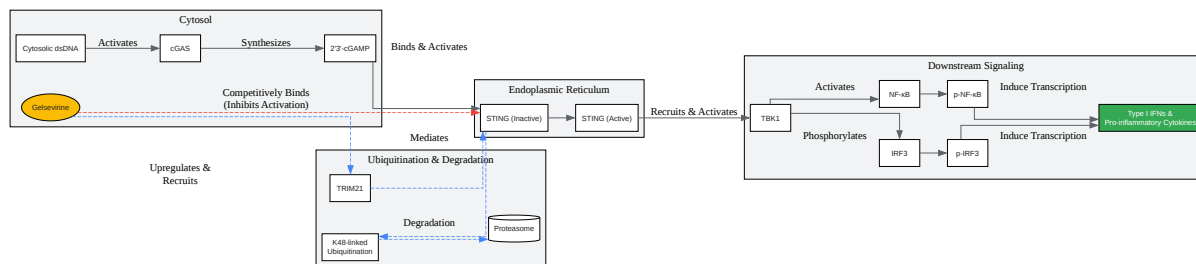 Cytosol
Cytosolic dsDNA
Activates
cGAS
Synthesizes
2'3'-cGAMP
Binds & Activates
Gelsevirine
Competitively Binds
(Inhibits Activation)
Endoplasmic Reticulum
STING (Inactive)
STING (Active)
Recruits & Activates
Downstream Signaling
TBK1
Activates
NF-κB
p-NF-κB
Induce Transcription
Phosphorylates
IRF3
p-IRF3
Induce Transcription
Type I IFNs &
Pro-inflammatory Cytokines
Mediates
Ubiquitination & Degradation
Upregulates &
Recruits
TRIM21
Degradation
K48-linked
Ubiquitination
Proteasome